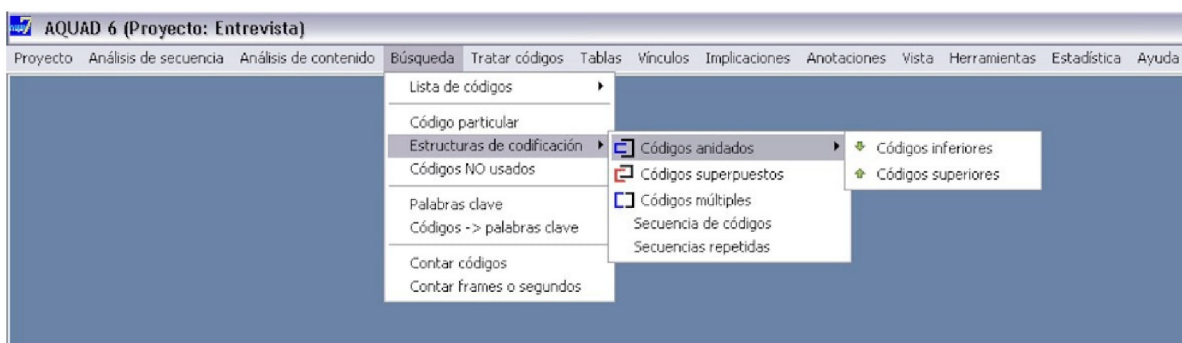 AQUAD 6 (Proyecto: Entrevista)
Proyecto Análisis de secuencia Análisis de contenido Búsqueda Tratar códigos Tablas Vínculos Implicaciones Anotaciones Vista Herramientas Estadística Ayuda
Lista de códigos
Código particular
Estructuras de codificación
Códigos NO usados
Palabras clave
Códigos -> palabras clave
Contar códigos
Contar frames o segundos
Códigos anidados
Códigos superpuestos
Códigos múltiples
Secuencia de códigos
Secuencias repetidas
Códigos inferiores
Códigos superiores